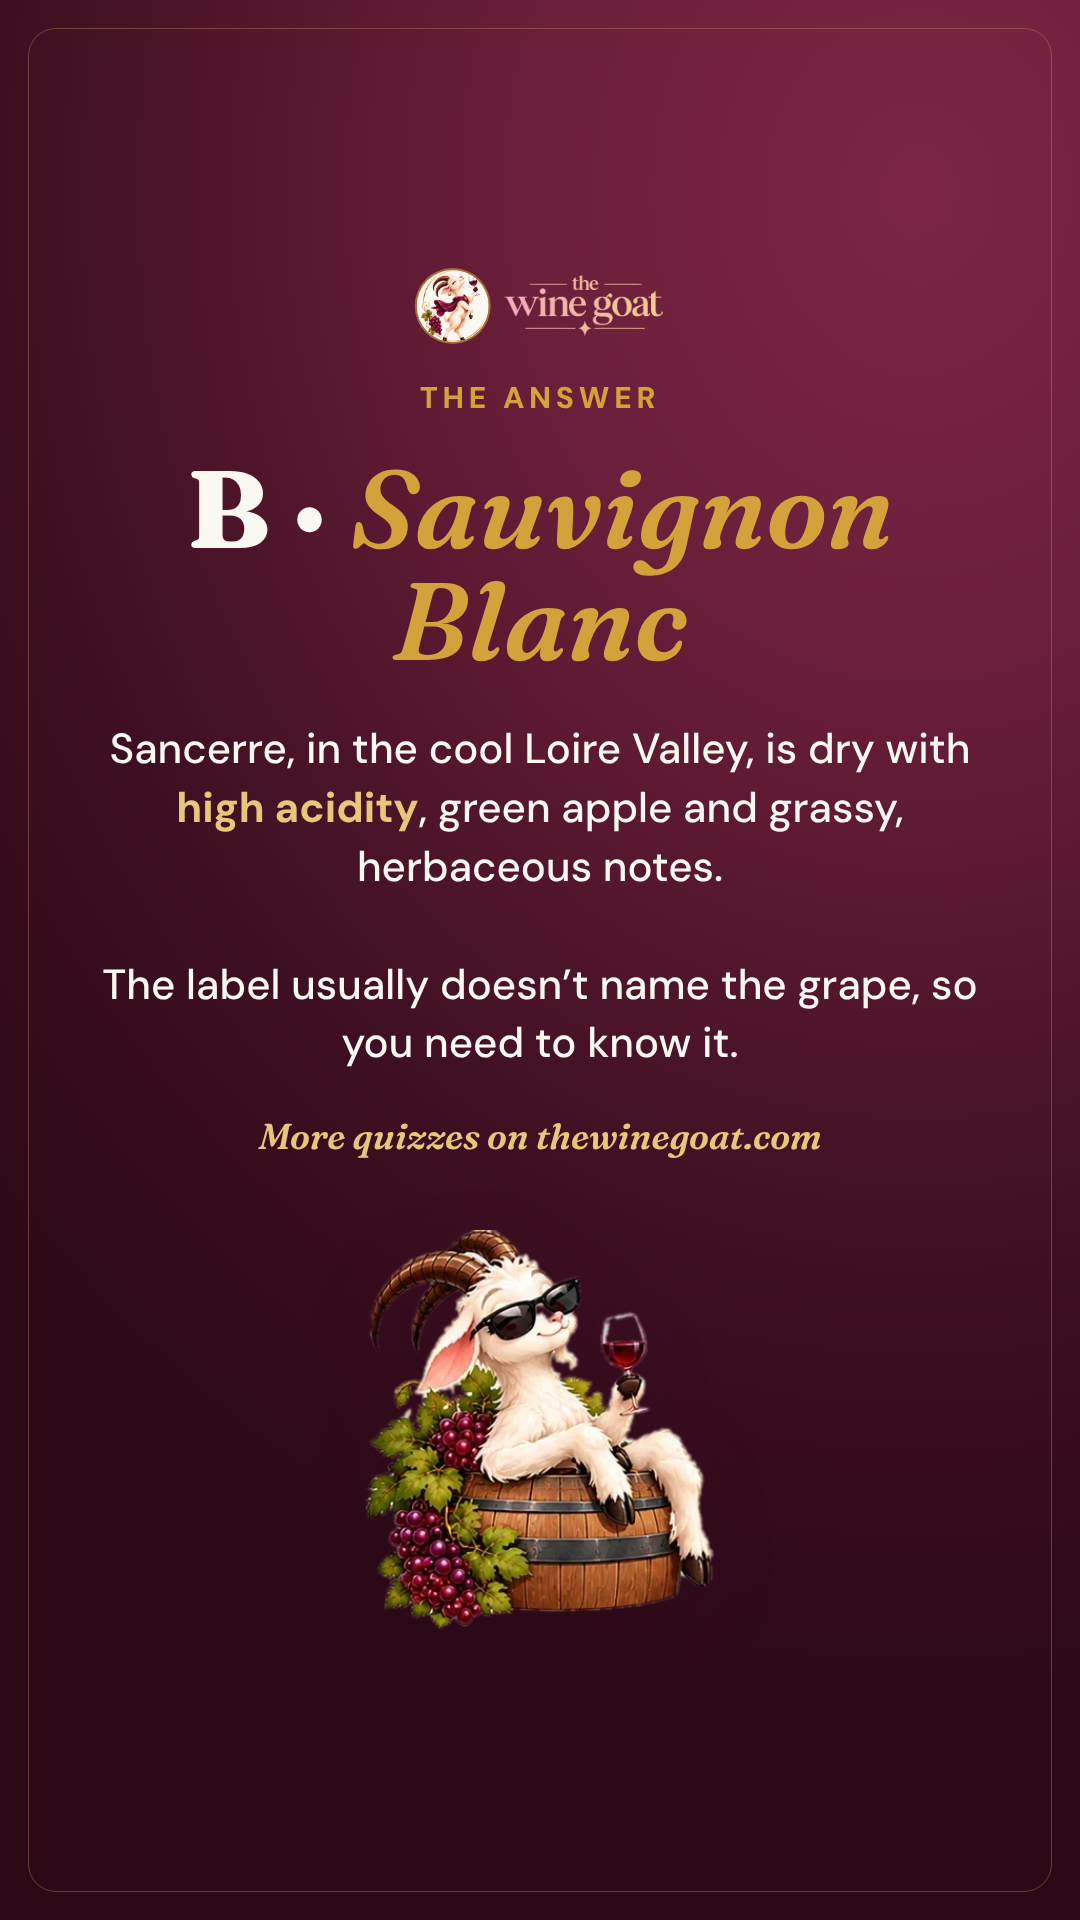 the
wine goat
THE ANSWER
B • Sauvignon
Blanc
Sancerre, in the cool Loire Valley, is dry with
high acidity, green apple and grassy,
herbaceous notes.
The label usually doesn’t name the grape, so
you need to know it.
More quizzes on thewinegoat.com